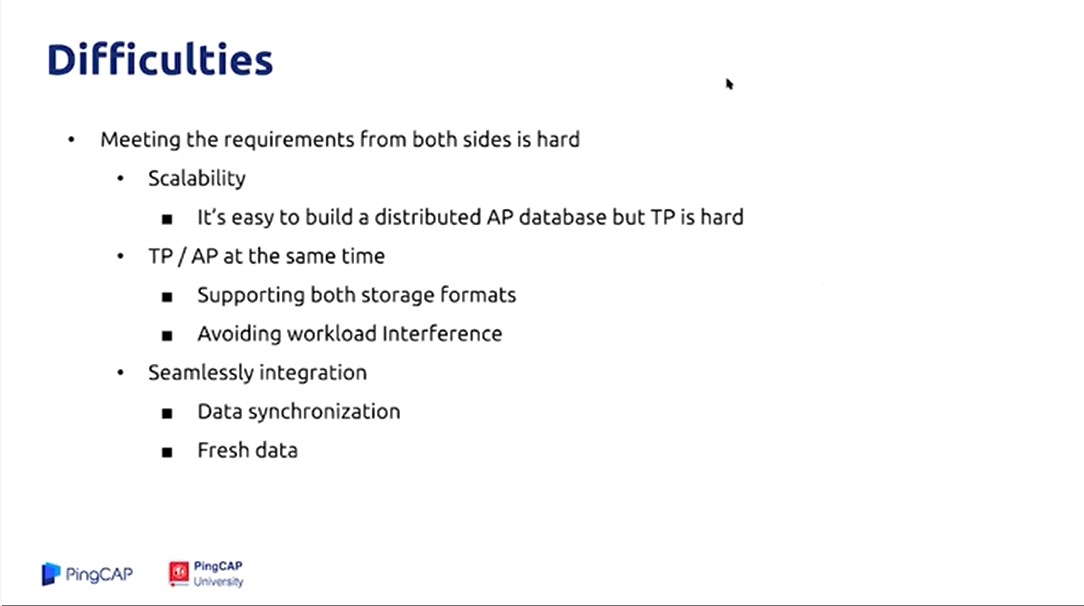 Difficulties
• Meeting the requirements from both sides is hard
• Scalability
▪ It's easy to build a distributed AP database but TP is hard
• TP / AP at the same time
▪ Supporting both storage formats
▪ Avoiding workload Interference
• Seamlessly integration
▪ Data synchronization
▪ Fresh data
PingCAP
PingCAP
University